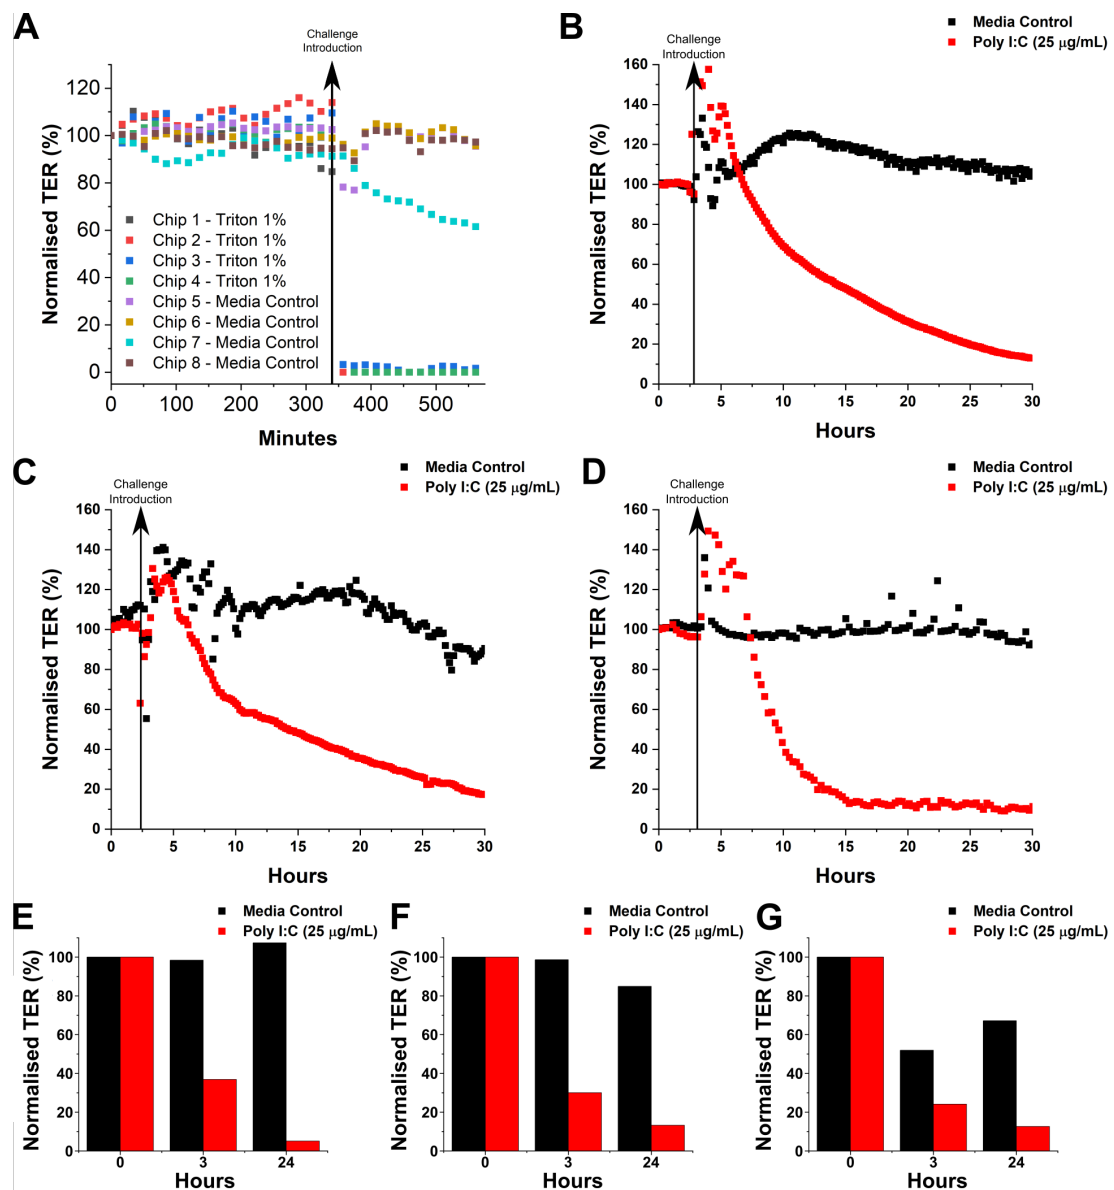 A
Challenge
Introduction
Normalised TER (%)
120
100
80
60
40
20
0
Chip 1 - Triton 1%
Chip 2 - Triton 1%
Chip 3 - Triton 1%
Chip 4 - Triton 1%
Chip 5 - Media Control
Chip 6 - Media Control
Chip 7 - Media Control
Chip 8 - Media Control
0 100 200 300 400 500
Minutes
B
Media Control
Poly I:C (25 μg/mL)
Challenge
Introduction
Normalised TER (%)
160
140
120
100
80
60
40
20
0
0 5 10 15 20 25 30
Hours
C
Media Control
Poly I:C (25 μg/mL)
Challenge
Introduction
Normalised TER (%)
160
140
120
100
80
60
40
20
0
0 5 10 15 20 25 30
Hours
D
Media Control
Poly I:C (25 μg/mL)
Challenge
Introduction
Normalised TER (%)
160
140
120
100
80
60
40
20
0
0 5 10 15 20 25 30
Hours
E
Media Control
Poly I:C (25 μg/mL)
Normalised TER (%)
100
80
60
40
20
0
0 3 24
Hours
F
Media Control
Poly I:C (25 μg/mL)
Normalised TER (%)
100
80
60
40
20
0
0 3 24
Hours
G
Media Control
Poly I:C (25 μg/mL)
Normalised TER (%)
100
80
60
40
20
0
0 3 24
Hours